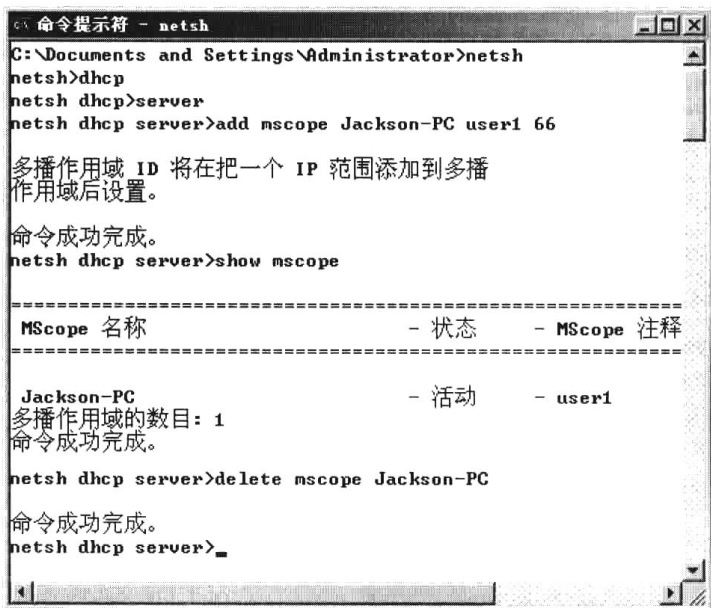 命令提示符 - netsh
C:\Documents and Settings\Administrator>netsh
netsh>dhcp
netsh dhcp>server
netsh dhcp server>add mscope Jackson-PC user1 66
多播作用域 ID 将在把一个 IP 范围添加到多播
作用域后设置。
命令成功完成。
netsh dhcp server>show mscope
==============================================================
MScope 名称 - 状态 - MScope 注释
==============================================================
Jackson-PC - 活动 - user1
多播作用域的数目: 1
命令成功完成。
netsh dhcp server>delete mscope Jackson-PC
命令成功完成。
netsh dhcp server>_